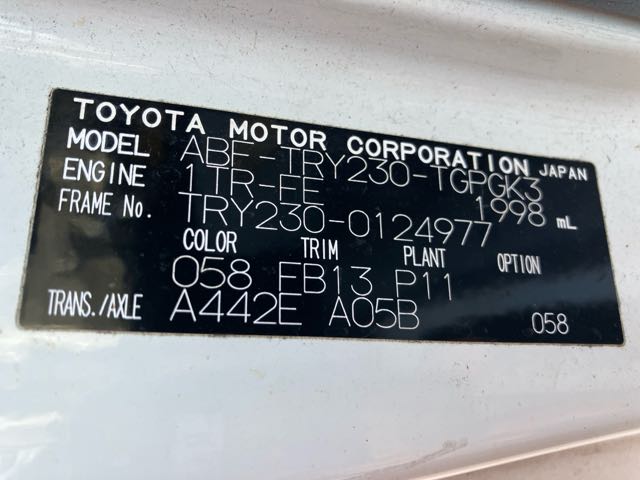 TOYOTA MOTOR CORPORATION JAPAN
MODEL ABF-TRY230-TGPGK3
ENGINE 1TR-FE 1998 mL
FRAME No. TRY230-0124977
COLOR TRIM PLANT OPTION
058 FB13 P11
TRANS./AXLE A442E A05B 058